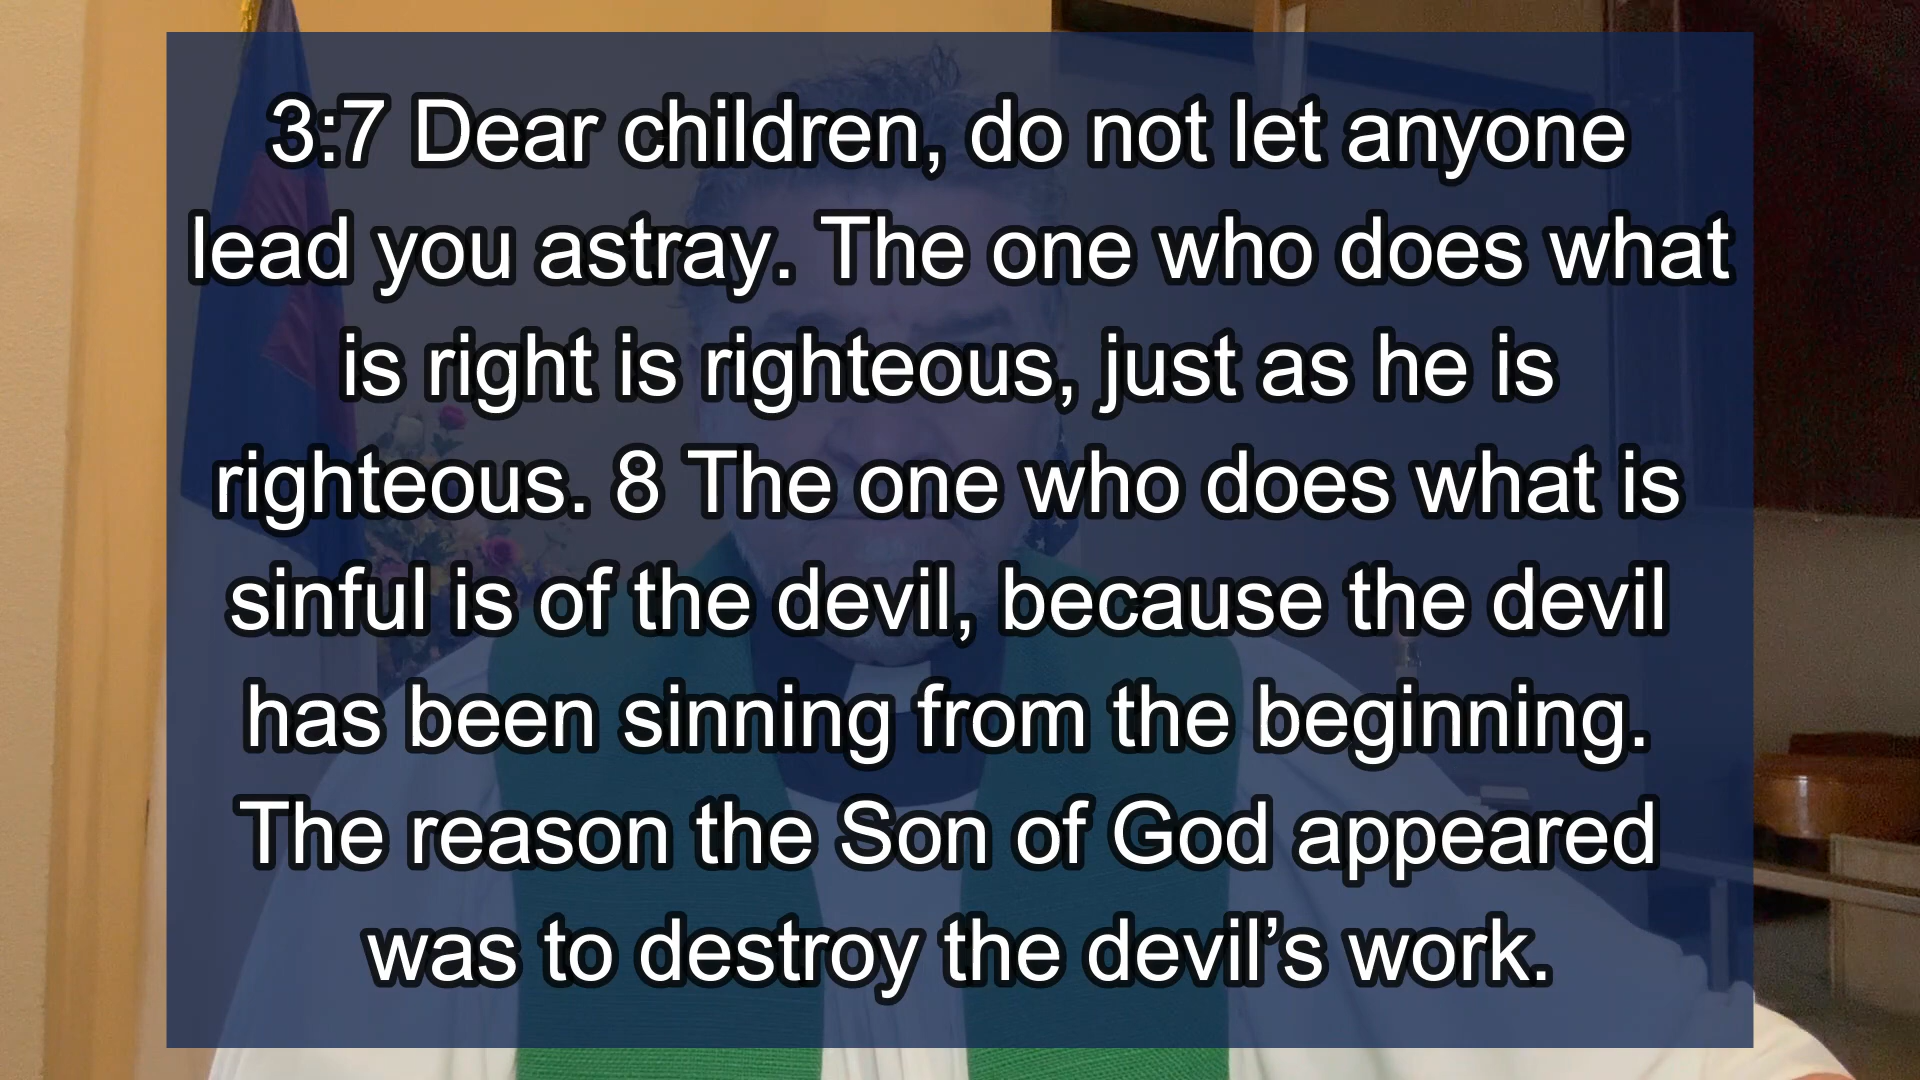 3:7 Dear children, do not let anyone
lead you astray. The one who does what
is right is righteous, just as he is
righteous. 8 The one who does what is
sinful is of the devil, because the devil
has been sinning from the beginning.
The reason the Son of God appeared
was to destroy the devil’s work.